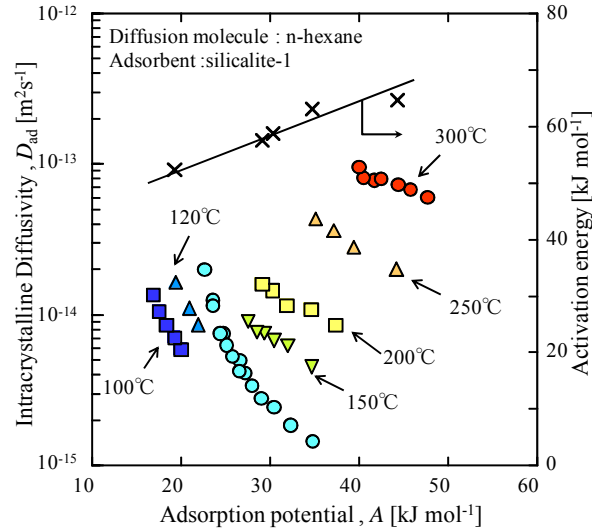 10⁻¹²
80
Diffusion molecule : n-hexane
Adsorbent :silicalite-1
60
300℃
10⁻¹³
120℃
40
250℃
10⁻¹⁴
200℃
20
100℃
150℃
10⁻¹⁵
0
10 20 30 40 50 60
Adsorption potential , A [kJ mol⁻¹]
Intracrystalline Diffusivity , D_ad [m²s⁻¹]
Activation energy [kJ mol⁻¹]